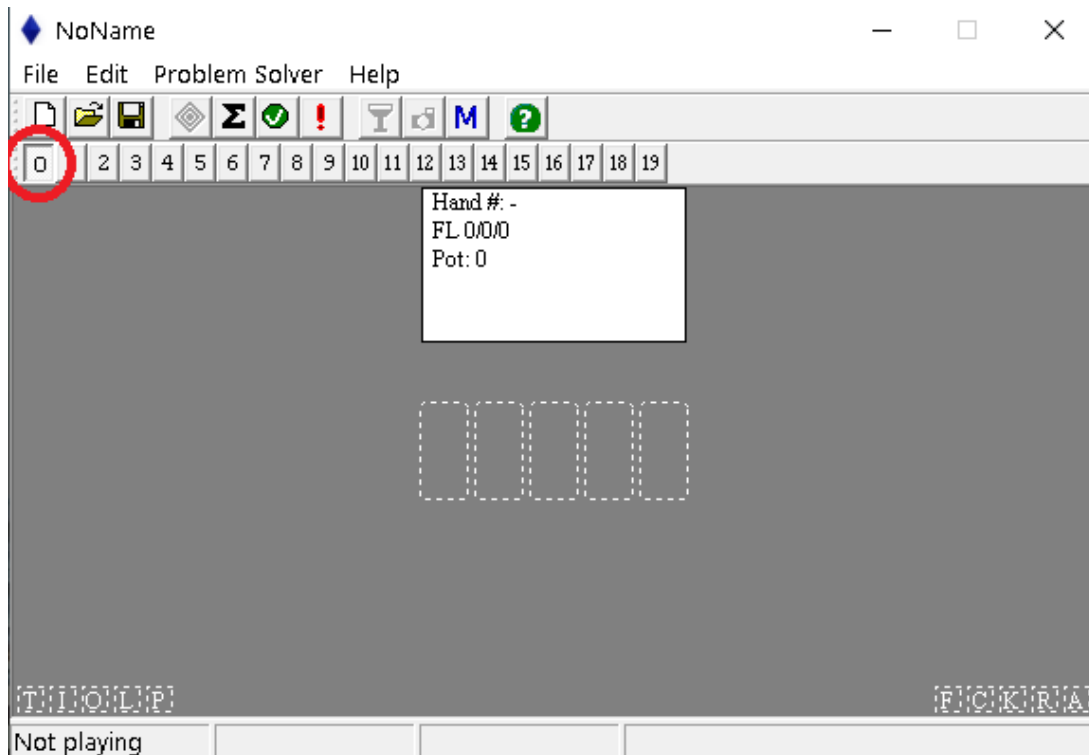 NoName
File Edit Problem Solver Help
Σ ! M ?
0 2 3 4 5 6 7 8 9 10 11 12 13 14 15 16 17 18 19
Hand #: -
FL 0/0/0
Pot: 0
T I O L P F C K R A
Not playing